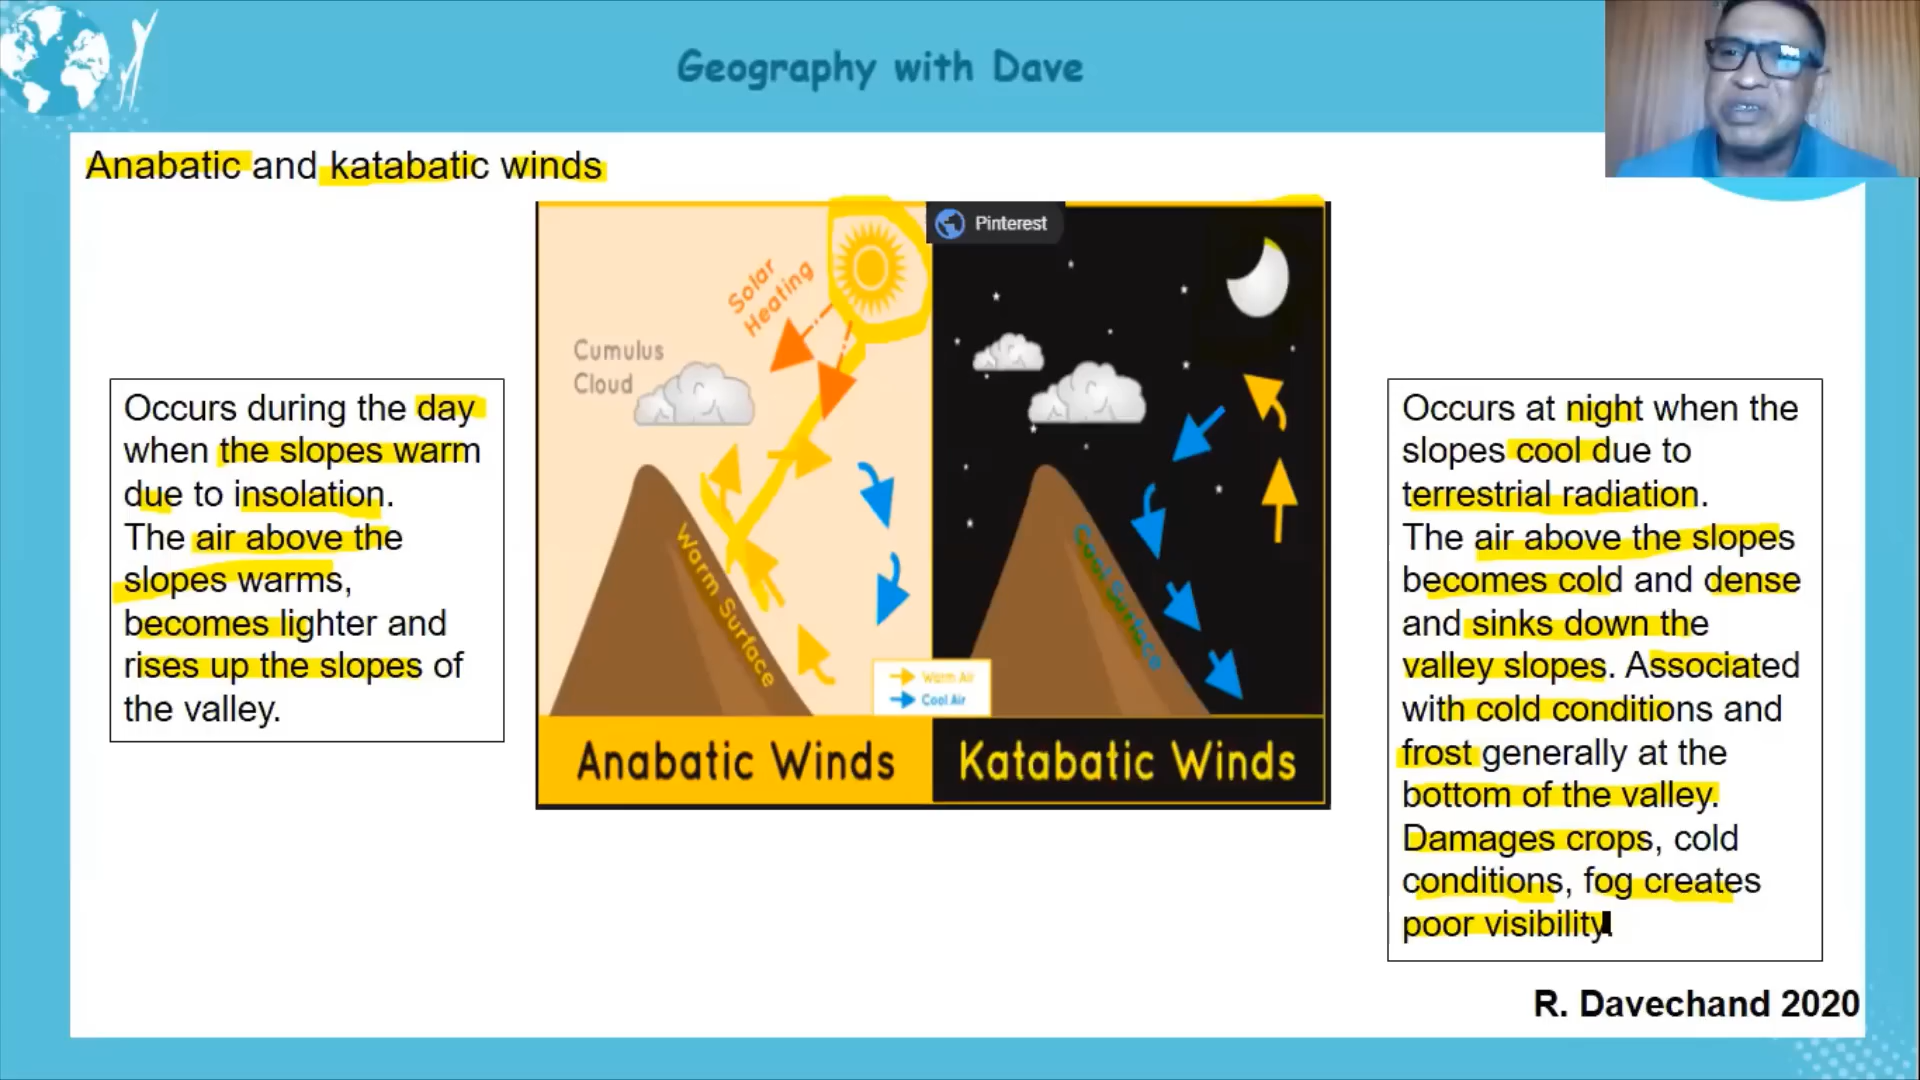 Geography with Dave
Anabatic and katabatic winds
Occurs during the day
when the slopes warm
due to insolation.
The air above the
slopes warms,
becomes lighter and
rises up the slopes of
the valley.
Solar
Heating
Cumulus
Cloud
Warm Surface
Pinterest
Cool Surface
Warm Air
Cool Air
Anabatic Winds
Katabatic Winds
Occurs at night when the
slopes cool due to
terrestrial radiation.
The air above the slopes
becomes cold and dense
and sinks down the
valley slopes. Associated
with cold conditions and
frost generally at the
bottom of the valley.
Damages crops, cold
conditions, fog creates
poor visibility.
R. Davechand 2020